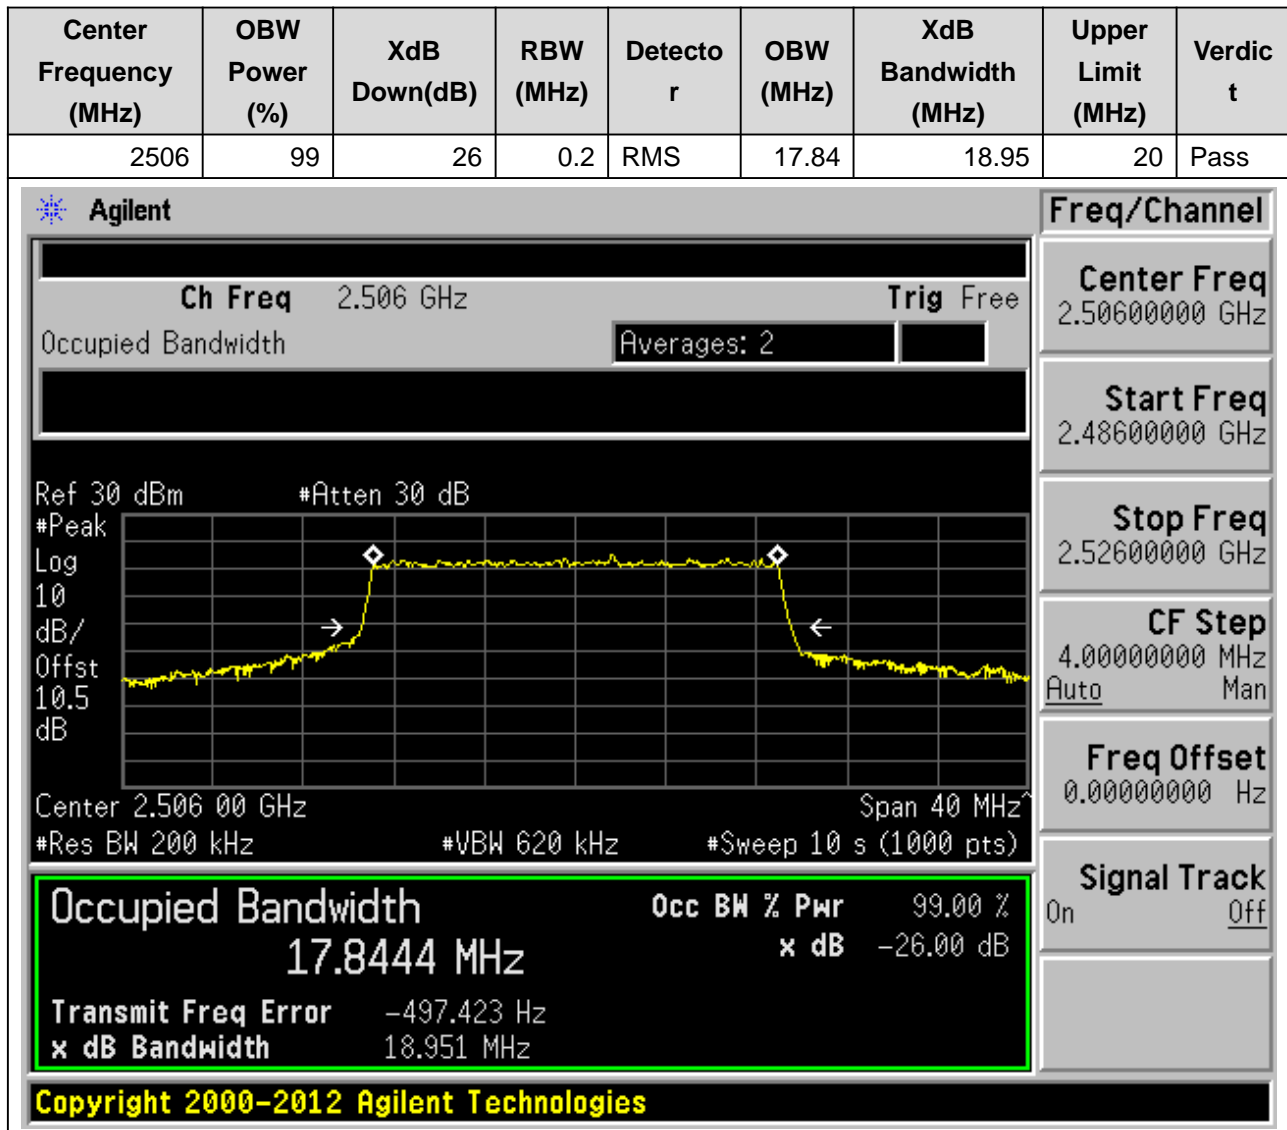 Center Frequency (MHz) OBW Power (%) XdB Down(dB) RBW (MHz) Detector OBW (MHz) XdB Bandwidth (MHz) Upper Limit (MHz) Verdict
2506 99 26 0.2 RMS 17.84 18.95 20 Pass
Agilent
Freq/Channel
Ch Freq 2.506 GHz Trig Free
Occupied Bandwidth Averages: 2
Center Freq
2.50600000 GHz
Start Freq
2.48600000 GHz
Stop Freq
2.52600000 GHz
CF Step
4.00000000 MHz
Auto Man
Freq Offset
0.00000000 Hz
Signal Track
On Off
Ref 30 dBm #Atten 30 dB
#Peak
Log
10
dB/
Offst
10.5
dB
Center 2.506 00 GHz Span 40 MHz^
#Res BW 200 kHz #VBW 620 kHz #Sweep 10 s (1000 pts)
Occupied Bandwidth Occ BW % Pwr 99.00 %
17.8444 MHz x dB -26.00 dB
Transmit Freq Error -497.423 Hz
x dB Bandwidth 18.951 MHz
Copyright 2000-2012 Agilent Technologies